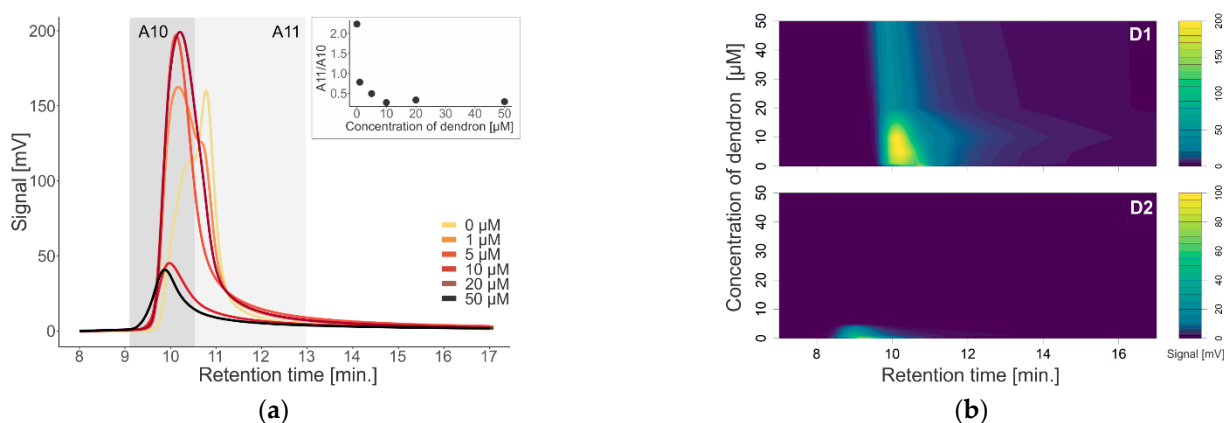 A10
A11
200
150
100
50
0
Signal [mV]
8
9
10
11
12
13
14
15
16
17
Retention time [min.]
A11/A10
2.0
1.5
1.0
0.5
0
10
20
30
40
50
Concentration of dendron [µM]
0 µM
1 µM
5 µM
10 µM
20 µM
50 µM
(a)
Concentration of dendron [µM]
50
40
30
20
10
0
D1
200
150
100
50
0
50
40
30
20
10
0
D2
100
80
60
40
20
0
Signal [mV]
8
10
12
14
16
Retention time [min.]
(b)